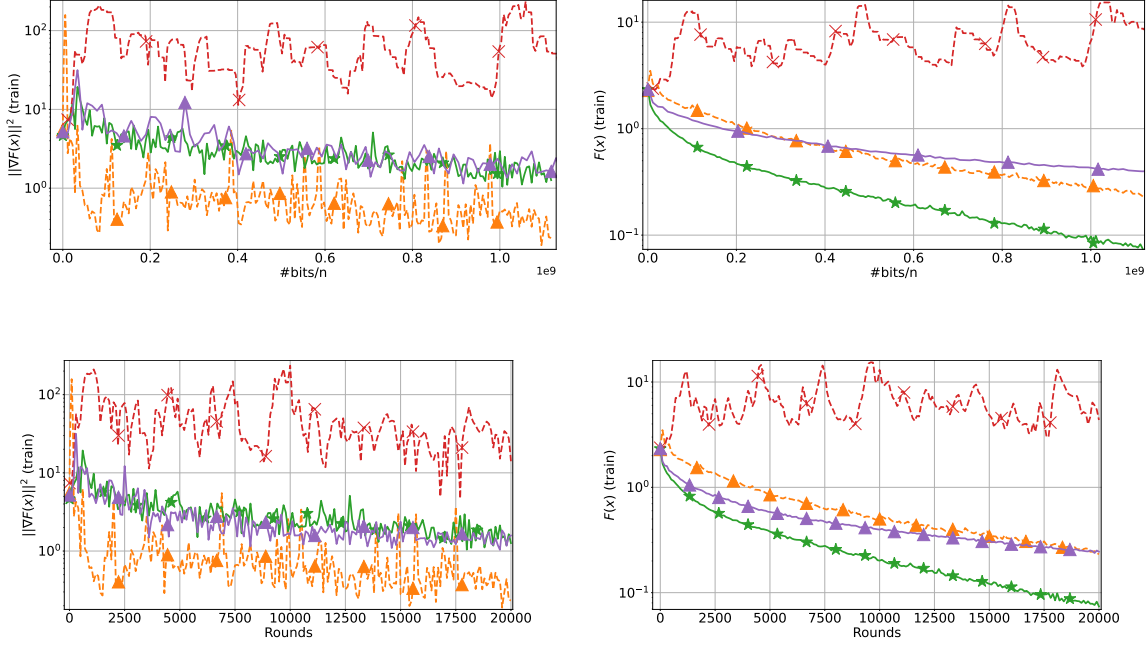 10² 10¹ 10⁰
||∇F(x)||² (train)
0.0 0.2 0.4 0.6 0.8 1.0
#bits/n
1e9
10¹ 10⁰ 10⁻¹
F(x) (train)
0.0 0.2 0.4 0.6 0.8 1.0
#bits/n
1e9
10² 10¹ 10⁰
||∇F(x)||² (train)
0 2500 5000 7500 10000 12500 15000 17500 20000
Rounds
10¹ 10⁰ 10⁻¹
F(x) (train)
0 2500 5000 7500 10000 12500 15000 17500 20000
Rounds